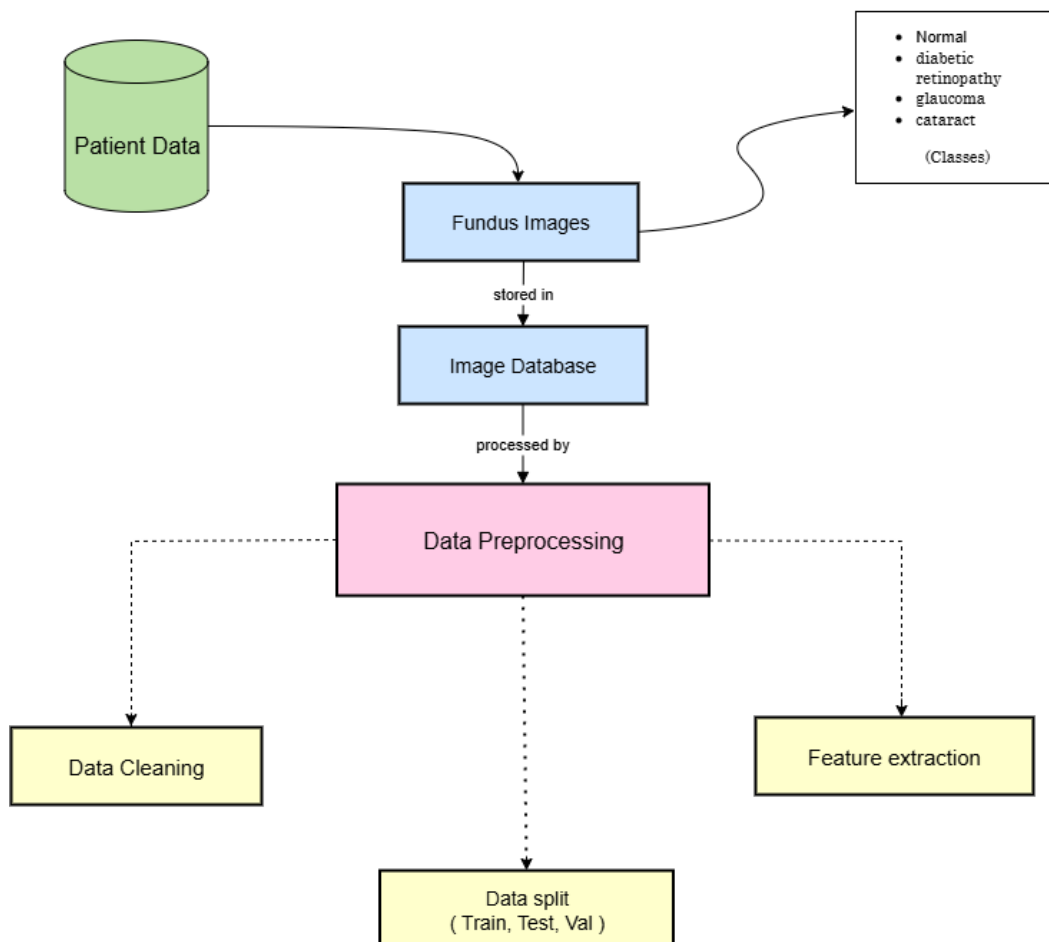 Normal
diabetic
retinopathy
glaucoma
cataract
(Classes)
Patient Data
Fundus Images
stored in
Image Database
processed by
Data Preprocessing
Data Cleaning
Feature extraction
Data split
( Train, Test, Val )